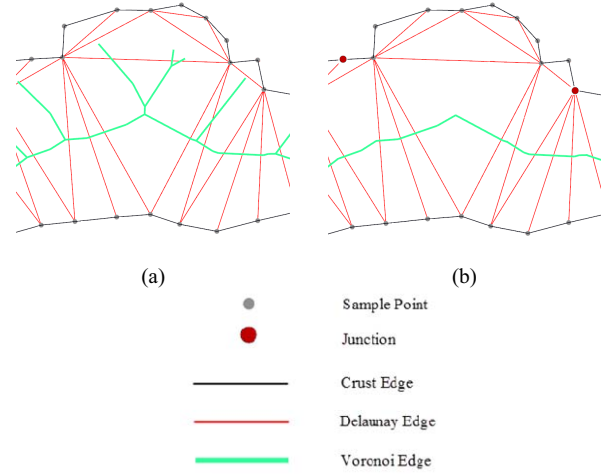 (a)
(b)
Sample Point
Junction
Crust Edge
Delaunay Edge
Voronoi Edge